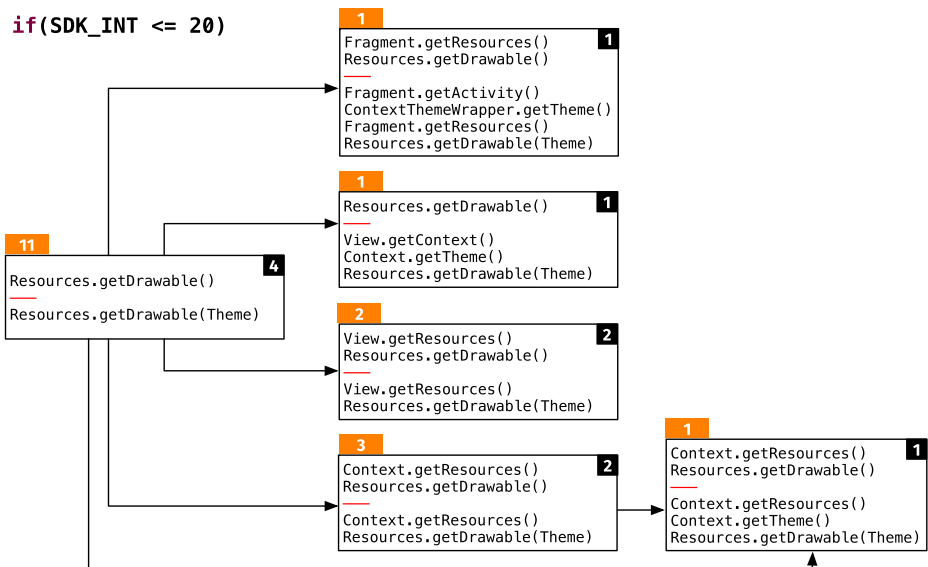 if(SDK_INT <= 20)
1
1
Fragment.getResources()
Resources.getDrawable()
Fragment.getActivity()
ContextThemeWrapper.getTheme()
Fragment.getResources()
Resources.getDrawable(Theme)
1
1
Resources.getDrawable()
View.getContext()
Context.getTheme()
Resources.getDrawable(Theme)
11
4
Resources.getDrawable()
Resources.getDrawable(Theme)
2
2
View.getResources()
Resources.getDrawable()
View.getResources()
Resources.getDrawable(Theme)
3
2
Context.getResources()
Resources.getDrawable()
Context.getResources()
Resources.getDrawable(Theme)
1
1
Context.getResources()
Resources.getDrawable()
Context.getResources()
Context.getTheme()
Resources.getDrawable(Theme)